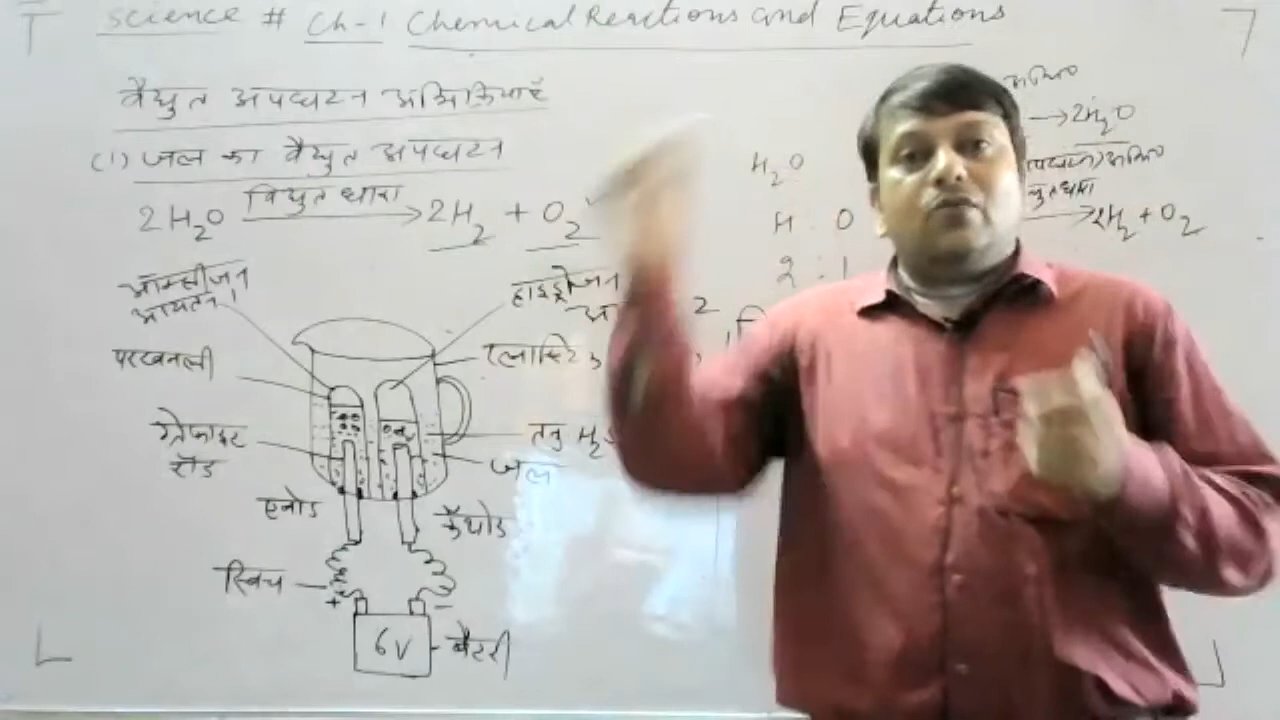 science # Ch-1 Chemical Reactions and Equations
वैद्युत अपघटन अभिक्रियाएँ
(1) जल का वैद्युत अपघटन
विद्युत धारा
2H₂O → 2H₂ + O₂
ऑक्सीजन
आयतन 1
परखनली
ग्रेफाइट
रॉड
एनोड
स्विच
+
6V
-
बैटरी
कैथोड
जल
तनु
हाइड्रोजन
2
H₂O
H : O
2 : 1
→ 2H₂O
→ 2H₂ + O₂